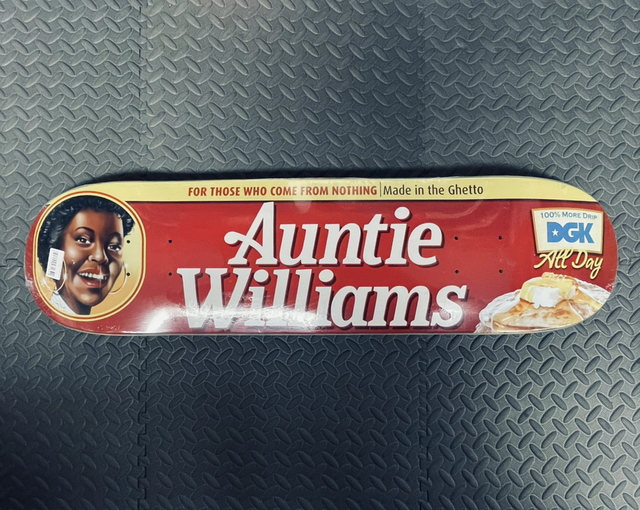 FOR THOSE WHO COME FROM NOTHING | Made in the Ghetto
Auntie
Williams
100% MORE DRIP
DGK
All Day